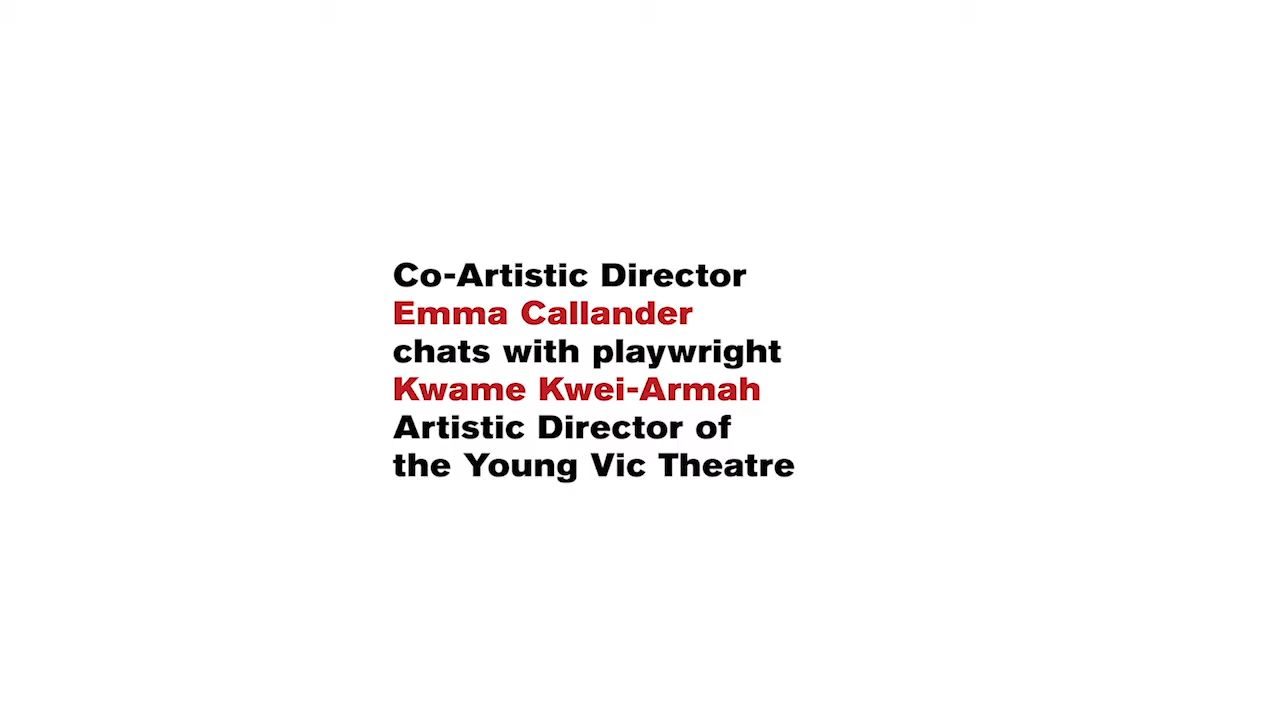 Co-Artistic Director
Emma Callander
chats with playwright
Kwame Kwei-Armah
Artistic Director of
the Young Vic Theatre